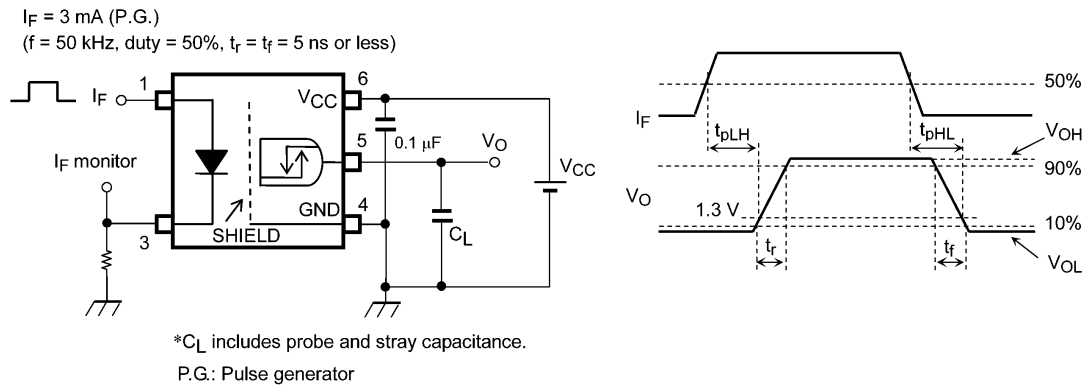 IF = 3 mA (P.G.)
(f = 50 kHz, duty = 50%, tr = tf = 5 ns or less)
1
IF
6
VCC
5
VO
0.1 μF
IF monitor
VCC
GND
4
3
SHIELD
CL
*CL includes probe and stray capacitance.
P.G.: Pulse generator
50%
IF
tpLH
tpHL
VOH
90%
VO
1.3 V
10%
tr
tf
VOL